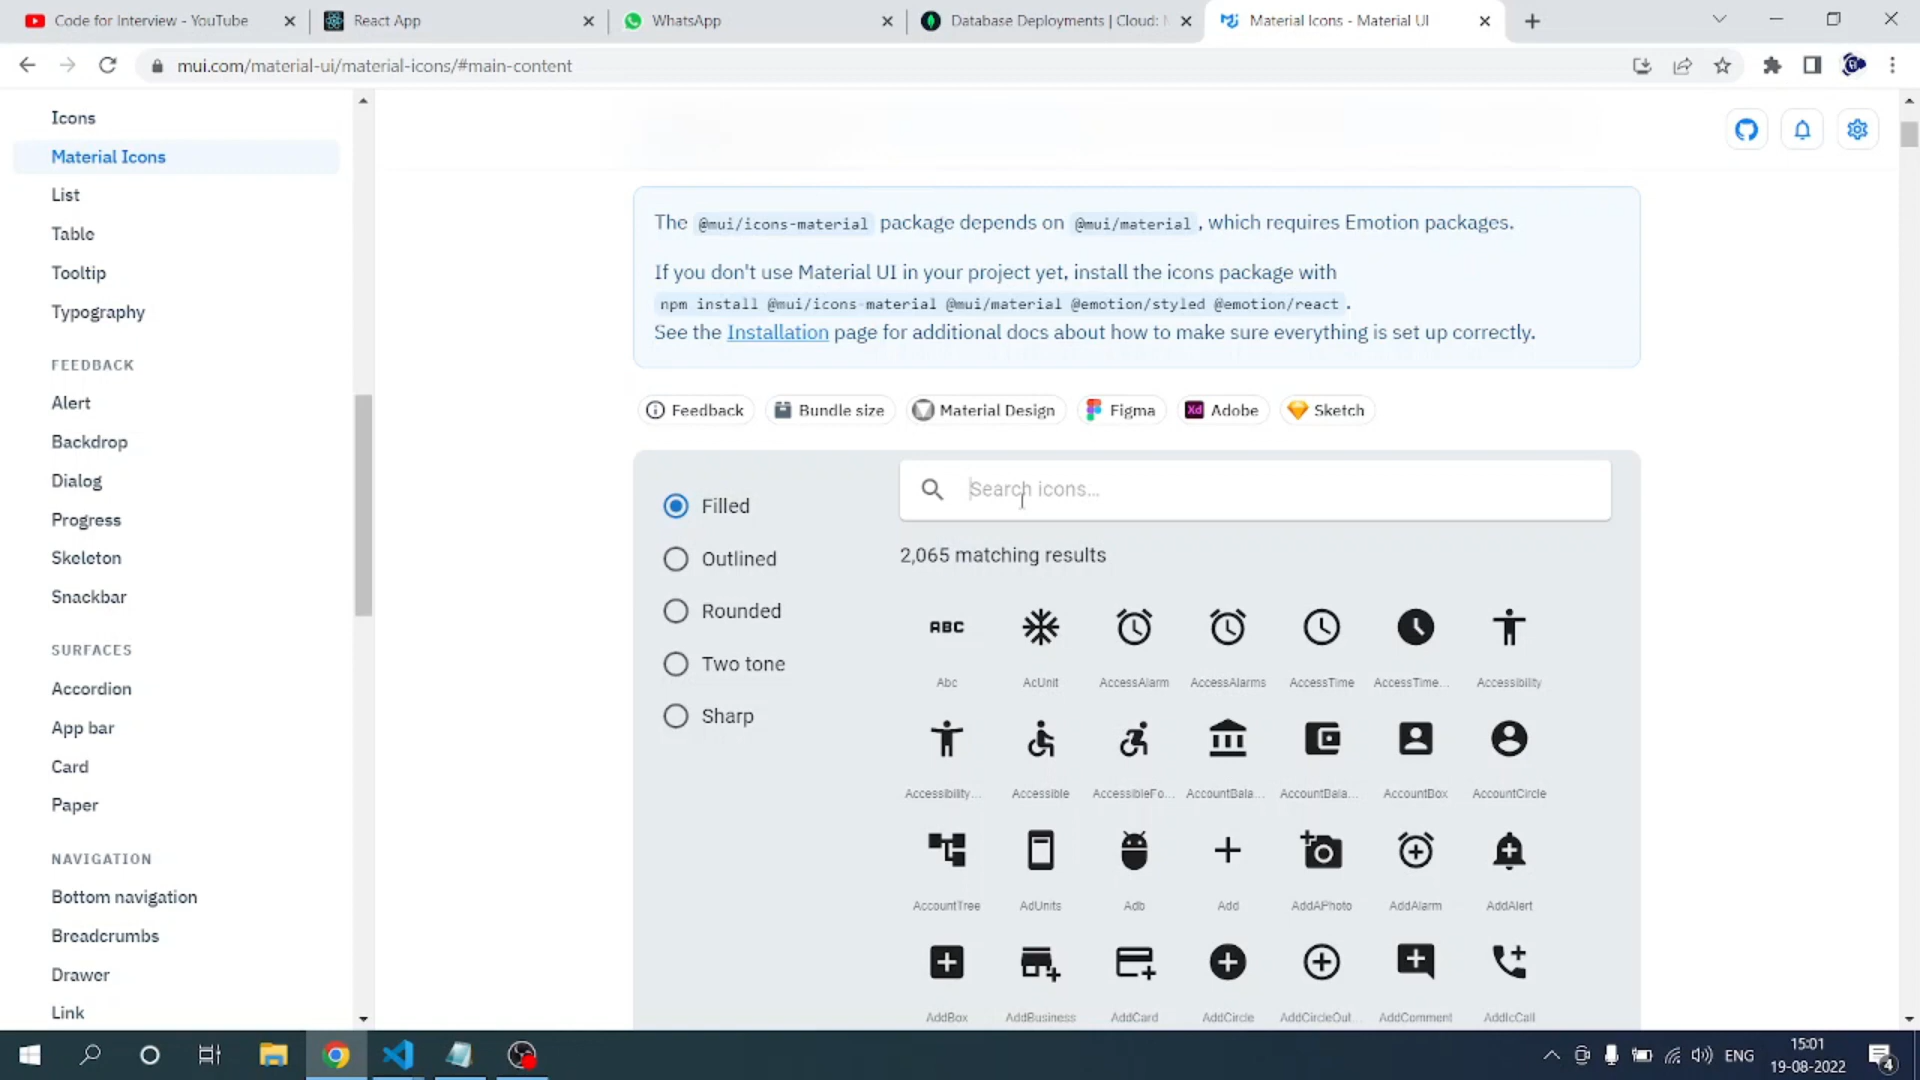 Code for Interview - YouTube
React App
WhatsApp
Database Deployments | Cloud:
Material Icons - Material UI
mui.com/material-ui/material-icons/#main-content
Icons
Material Icons
List
Table
Tooltip
Typography
FEEDBACK
Alert
Backdrop
Dialog
Progress
Skeleton
Snackbar
SURFACES
Accordion
App bar
Card
Paper
NAVIGATION
Bottom navigation
Breadcrumbs
Drawer
Link
The @mui/icons-material package depends on @mui/material , which requires Emotion packages.
If you don't use Material UI in your project yet, install the icons package with
npm install @mui/icons-material @mui/material @emotion/styled @emotion/react .
See the Installation page for additional docs about how to make sure everything is set up correctly.
Feedback Bundle size Material Design Figma Xd Adobe Sketch
Filled
Outlined
Rounded
Two tone
Sharp
Search icons…
2,065 matching results
ABC
Abc AcUnit AccessAlarm AccessAlarms AccessTime AccessTime... Accessibility
Accessibility... Accessible AccessibleFo... AccountBala... AccountBala... AccountBox AccountCircle
AccountTree AdUnits Adb Add AddAPhoto AddAlarm AddAlert
AddBox AddBusiness AddCard AddCircle AddCircleOut... AddComment AddIcCall
ENG
15:01
19-08-2022
4